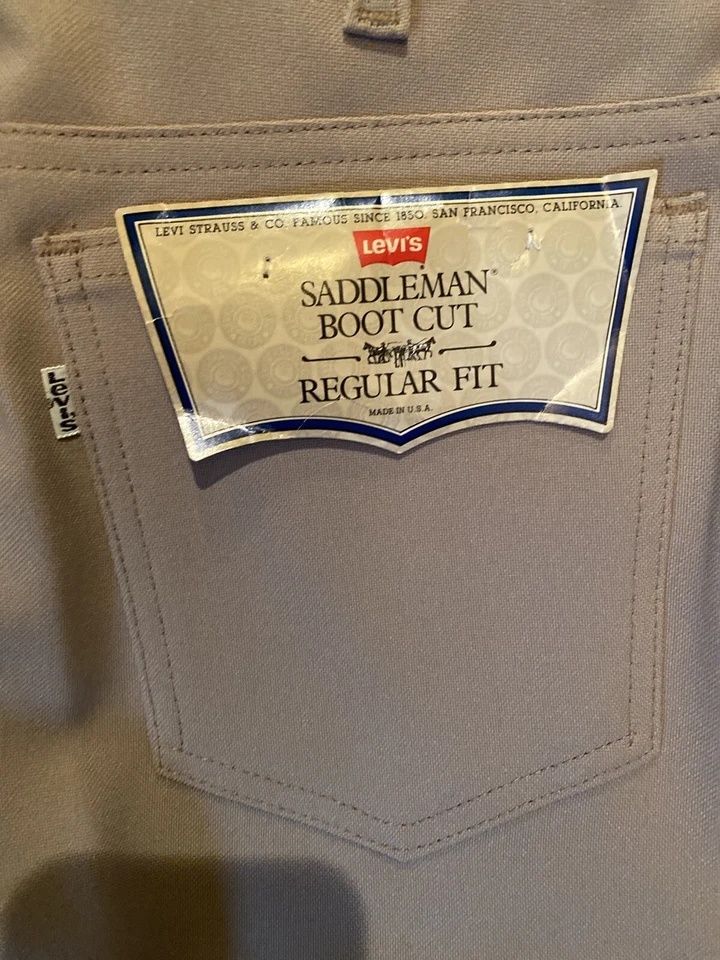 LEVI STRAUSS & CO. FAMOUS SINCE 1850. SAN FRANCISCO, CALIFORNIA.
LEVI'S
SADDLEMAN®
BOOT CUT
REGULAR FIT
MADE IN U.S.A.
LEVI'S